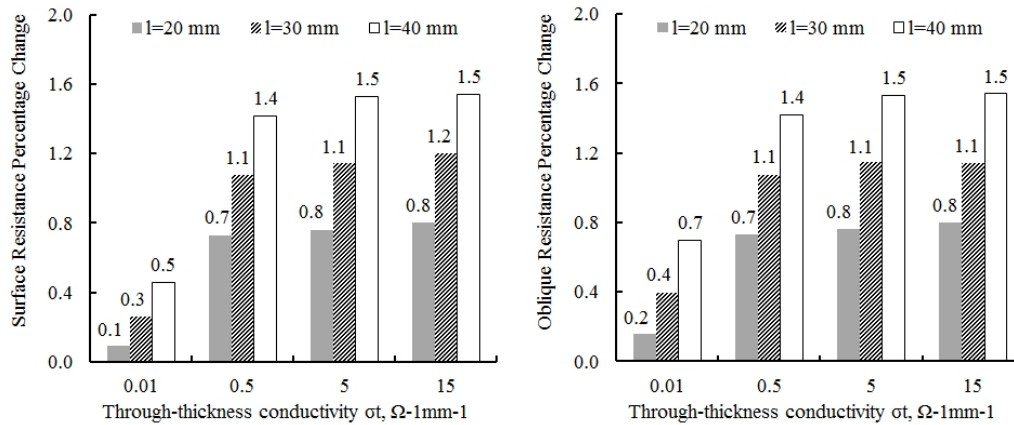 Surface Resistance Percentage Change
2.0
1.6
1.2
0.8
0.4
0.0
l=20 mm l=30 mm l=40 mm
0.1 0.3 0.5
0.7 1.1 1.4
0.8 1.1 1.5
0.8 1.2 1.5
0.01 0.5 5 15
Through-thickness conductivity σt, Ω-1mm-1
Oblique Resistance Percentage Change
2.0
1.6
1.2
0.8
0.4
0.0
l=20 mm l=30 mm l=40 mm
0.2 0.4 0.7
0.7 1.1 1.4
0.8 1.1 1.5
0.8 1.1 1.5
0.01 0.5 5 15
Through-thickness conductivity σt, Ω-1mm-1